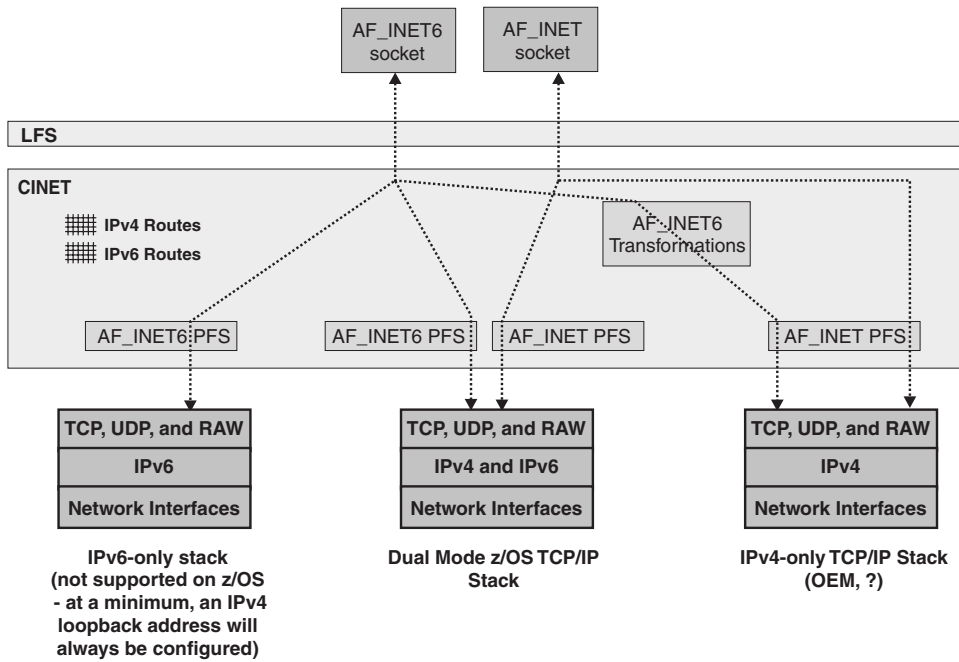 AF_INET6
socket
AF_INET
socket
LFS
CINET
IPv4 Routes
IPv6 Routes
AF_INET6
Transformations
AF_INET6 PFS
AF_INET6 PFS
AF_INET PFS
AF_INET PFS
TCP, UDP, and RAW
IPv6
Network Interfaces
TCP, UDP, and RAW
IPv4 and IPv6
Network Interfaces
TCP, UDP, and RAW
IPv4
Network Interfaces
IPv6-only stack
(not supported on z/OS
- at a minimum, an IPv4
loopback address will
always be configured)
Dual Mode z/OS TCP/IP
Stack
IPv4-only TCP/IP Stack
(OEM, ?)